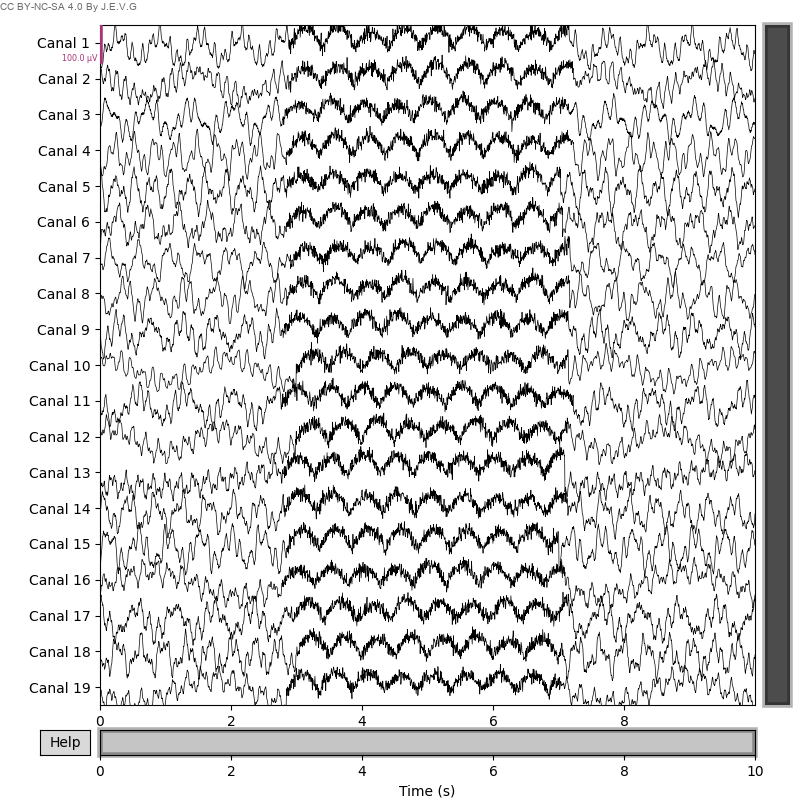 CC BY-NC-SA 4.0 By J.E.V.G
Canal 1
100.0 µV
Canal 2
Canal 3
Canal 4
Canal 5
Canal 6
Canal 7
Canal 8
Canal 9
Canal 10
Canal 11
Canal 12
Canal 13
Canal 14
Canal 15
Canal 16
Canal 17
Canal 18
Canal 19
0 2 4 6 8
Help
0 2 4 6 8 10
Time (s)